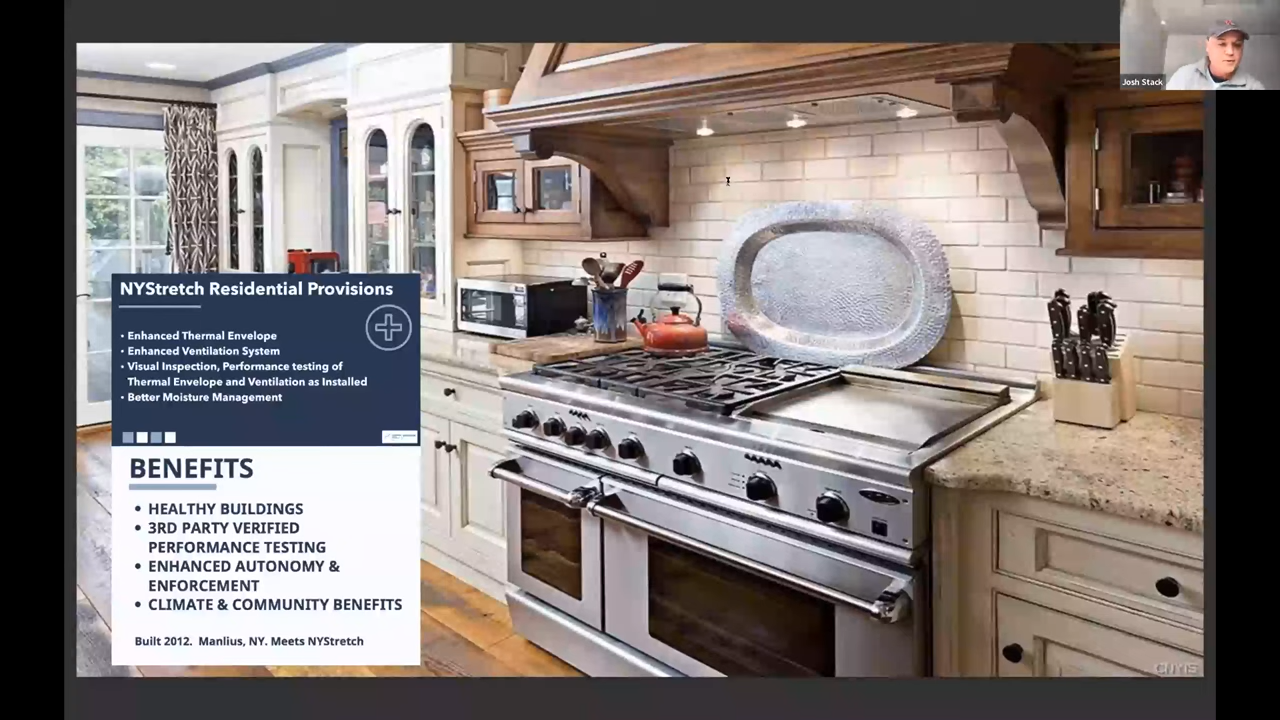 Josh Stack
NYStretch Residential Provisions
• Enhanced Thermal Envelope
• Enhanced Ventilation System
• Visual Inspection, Performance testing of
Thermal Envelope and Ventilation as Installed
• Better Moisture Management
BENEFITS
• HEALTHY BUILDINGS
• 3RD PARTY VERIFIED
PERFORMANCE TESTING
• ENHANCED AUTONOMY &
ENFORCEMENT
• CLIMATE & COMMUNITY BENEFITS
Built 2012. Manlius, NY. Meets NYStretch